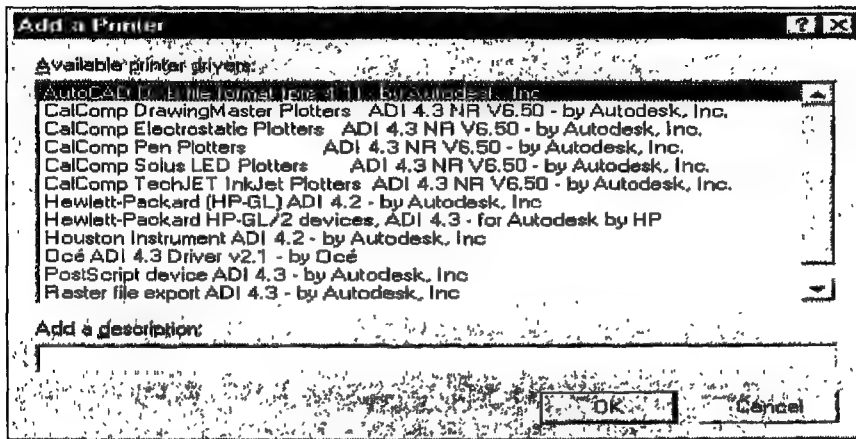 Add a Printer
Available printer drivers:
AutoCAD file format - by Autodesk, Inc
CalComp DrawingMaster Plotters ADI 4.3 NR V6.50 - by Autodesk, Inc.
CalComp Electrostatic Plotters ADI 4.3 NR V6.50 - by Autodesk, Inc.
CalComp Pen Plotters ADI 4.3 NR V6.50 - by Autodesk, Inc.
CalComp Solus LED Plotters ADI 4.3 NR V6.50 - by Autodesk, Inc.
CalComp TechJET InkJet Plotters ADI 4.3 NR V6.50 - by Autodesk, Inc.
Hewlett-Packard (HP-GL) ADI 4.2 - by Autodesk, Inc
Hewlett-Packard HP-GL/2 devices, ADI 4.3 - for Autodesk by HP
Houston Instrument ADI 4.2 - by Autodesk, Inc
Océ ADI 4.3 Driver v2.1 - by Océ
PostScript device ADI 4.3 - by Autodesk, Inc
Raster file export ADI 4.3 - by Autodesk, Inc
Add a description:
OK Cancel